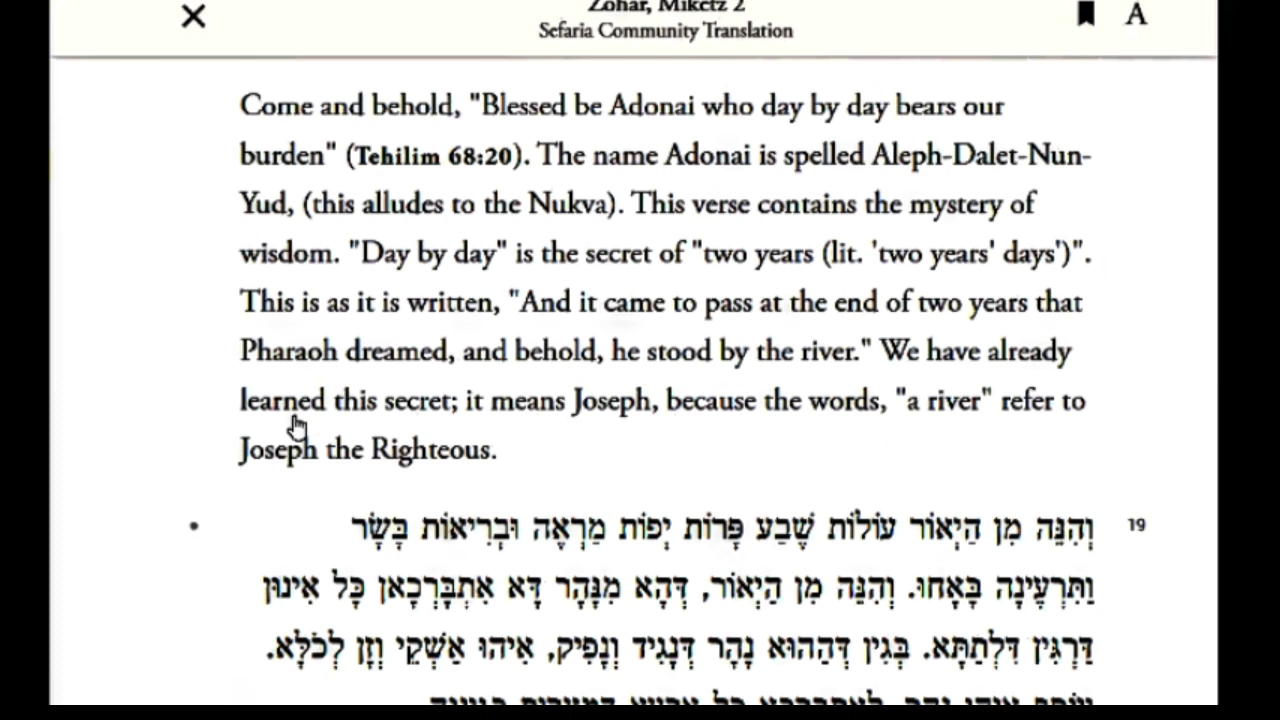 Zohar, Miketz 2
Sefaria Community Translation
A
Come and behold, "Blessed be Adonai who day by day bears our
burden" (Tehilim 68:20). The name Adonai is spelled Aleph-Dalet-Nun-
Yud, (this alludes to the Nukva). This verse contains the mystery of
wisdom. "Day by day" is the secret of "two years (lit. 'two years' days')".
This is as it is written, "And it came to pass at the end of two years that
Pharaoh dreamed, and behold, he stood by the river." We have already
learned this secret; it means Joseph, because the words, "a river" refer to
Joseph the Righteous.
19
וְהִנֵּה מִן הַיְאוֹר עוֹלוֹת שֶׁבַע פָּרוֹת יְפוֹת מַרְאֶה וּבְרִיאוֹת בָּשָׂר
וַתִּרְעֶינָה בָּאָחוּ. וְהִנֵּה מִן הַיְאוֹר, דְּהָא מִנָּהָר דָּא אִתְבָּרְכָאן כָּל אִינוּן
דַּרְגִּין דִּלְתַתָּא. בְּגִין דְּהַהוּא נָהָר דְּנָגִיד וְנָפִיק, אִיהוּ אַשְׁקֵי וְזָן לְכֹלָּא.